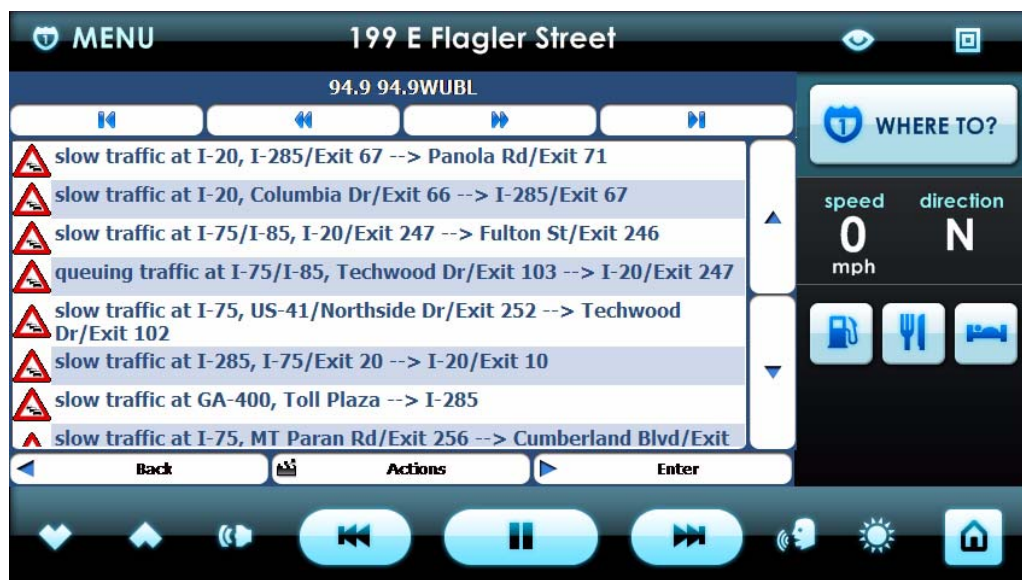 1 MENU
199 E Flagler Street
94.9 94.9WUBL
1 WHERE TO?
slow traffic at I-20, I-285/Exit 67 --> Panola Rd/Exit 71
slow traffic at I-20, Columbia Dr/Exit 66 --> I-285/Exit 67
slow traffic at I-75/I-85, I-20/Exit 247 --> Fulton St/Exit 246
queuing traffic at I-75/I-85, Techwood Dr/Exit 103 --> I-20/Exit 247
slow traffic at I-75, US-41/Northside Dr/Exit 252 --> Techwood
Dr/Exit 102
slow traffic at I-285, I-75/Exit 20 --> I-20/Exit 10
slow traffic at GA-400, Toll Plaza --> I-285
slow traffic at I-75, MT Paran Rd/Exit 256 --> Cumberland Blvd/Exit
speed
0
mph
direction
N
Back
Actions
Enter